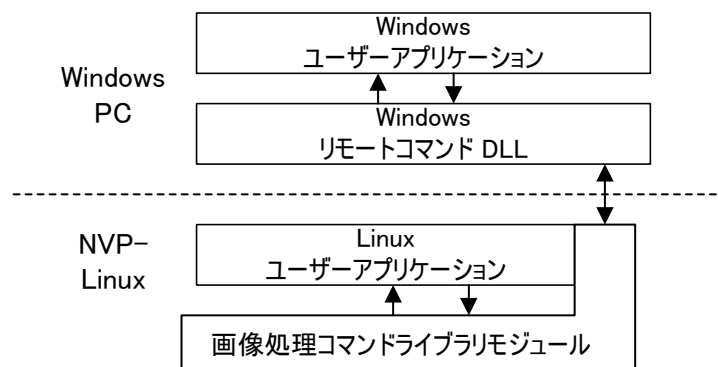 Windows
ユーザーアプリケーション
Windows
PC
Windows
リモートコマンド DLL
NVP-
Linux
Linux
ユーザーアプリケーション
画像処理コマンドライブラリモジュール